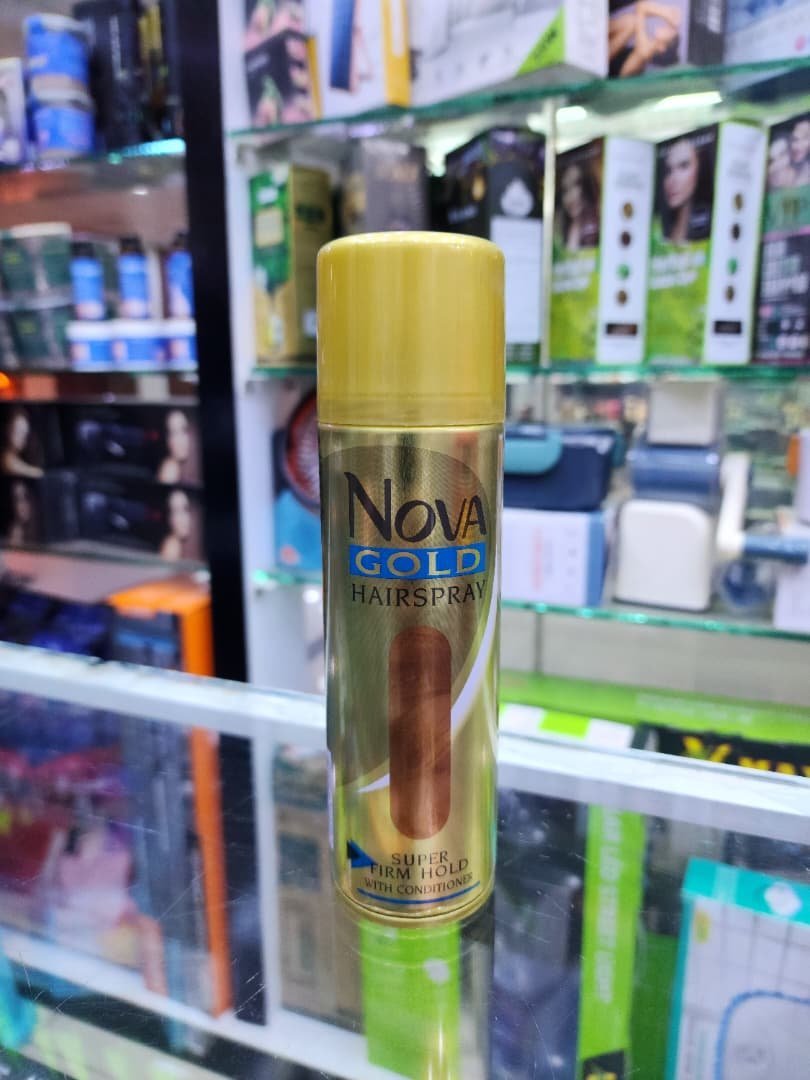 NOVA
GOLD
HAIRSPRAY
SUPER
FIRM HOLD
WITH CONDITIONER